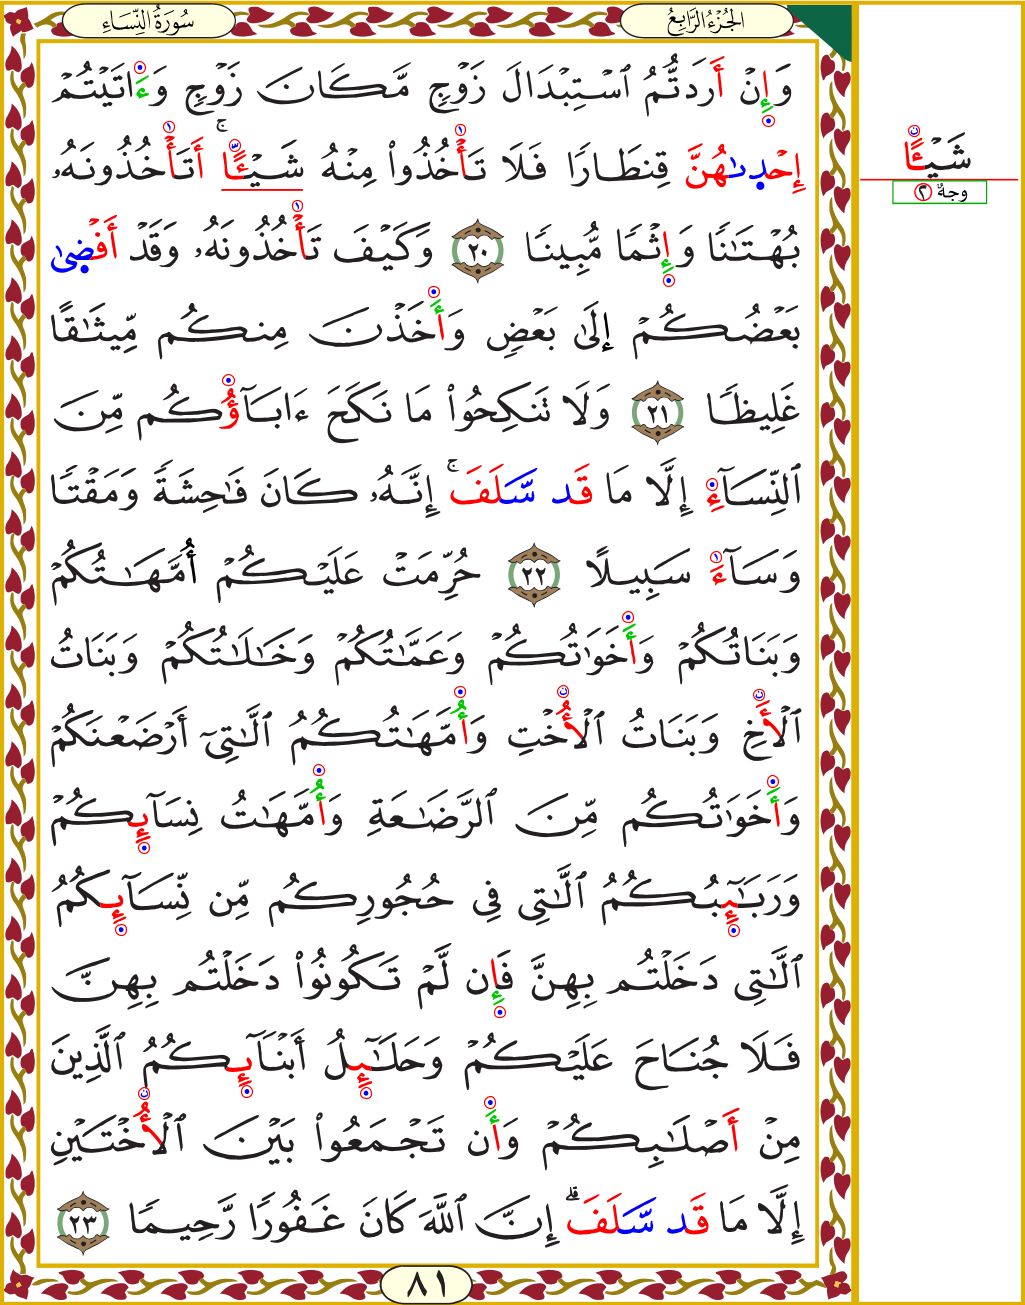 سُورَةُ النِّسَاءِ
الجُزْءُ الرَّابِعُ
وَإِنْ أَرَدتُّمُ ٱسْتِبْدَالَ زَوْجٍ مَّكَانَ زَوْجٍ وَءَاتَيْتُمْ
إِحْدَىٰهُنَّ قِنطَارًا فَلَا تَأْخُذُوا۟ مِنْهُ شَيْـًٔا ۚ أَتَأْخُذُونَهُۥ
بُهْتَـٰنًا وَإِثْمًا مُّبِينًا ٢٠ وَكَيْفَ تَأْخُذُونَهُۥ وَقَدْ أَفْضَىٰ
بَعْضُكُمْ إِلَىٰ بَعْضٍ وَأَخَذْنَ مِنكُم مِّيثَـٰقًا
غَلِيظًا ٢١ وَلَا تَنكِحُوا۟ مَا نَكَحَ ءَابَآؤُكُم مِّنَ
ٱلنِّسَآءِ إِلَّا مَا قَد سَّلَفَ ۚ إِنَّهُۥ كَانَ فَـٰحِشَةً وَمَقْتًا
وَسَآءَ سَبِيلًا ٢٢ حُرِّمَتْ عَلَيْكُمْ أُمَّهَـٰتُكُمْ
وَبَنَاتُكُمْ وَأَخَوَٰتُكُمْ وَعَمَّـٰتُكُمْ وَخَـٰلَـٰتُكُمْ وَبَنَاتُ
ٱلْأَخِ وَبَنَاتُ ٱلْأُخْتِ وَأُمَّهَـٰتُكُمُ ٱلَّـٰتِىٓ أَرْضَعْنَكُمْ
وَأَخَوَٰتُكُم مِّنَ ٱلرَّضَـٰعَةِ وَأُمَّهَـٰتُ نِسَآئِكُمْ
وَرَبَـٰٓئِبُكُمُ ٱلَّـٰتِى فِى حُجُورِكُم مِّن نِّسَآئِكُمُ
ٱلَّـٰتِى دَخَلْتُم بِهِنَّ فَإِن لَّمْ تَكُونُوا۟ دَخَلْتُم بِهِنَّ
فَلَا جُنَاحَ عَلَيْكُمْ وَحَلَـٰٓئِلُ أَبْنَآئِكُمُ ٱلَّذِينَ
مِنْ أَصْلَـٰبِكُمْ وَأَن تَجْمَعُوا۟ بَيْنَ ٱلْأُخْتَيْنِ
إِلَّا مَا قَد سَّلَفَ ۗ إِنَّ ٱللَّهَ كَانَ غَفُورًا رَّحِيمًا ٢٣
٨١
شَيْـًٔا
وجهٌ ٢